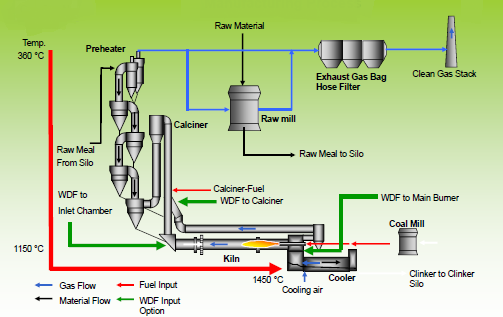 Raw Material
Temp.
360 °C
Preheater
Exhaust Gas Bag
Hose Filter
Clean Gas Stack
Raw mill
Calciner
Raw Meal
From Silo
Raw Meal to Silo
WDF to
Inlet Chamber
Calciner-Fuel
WDF to Calciner
WDF to Main Burner
Coal Mill
1150 °C
Kiln
1450 °C
Cooler
Clinker to Clinker
Silo
Cooling air
Gas Flow
Fuel Input
Material Flow
WDF Input
Option